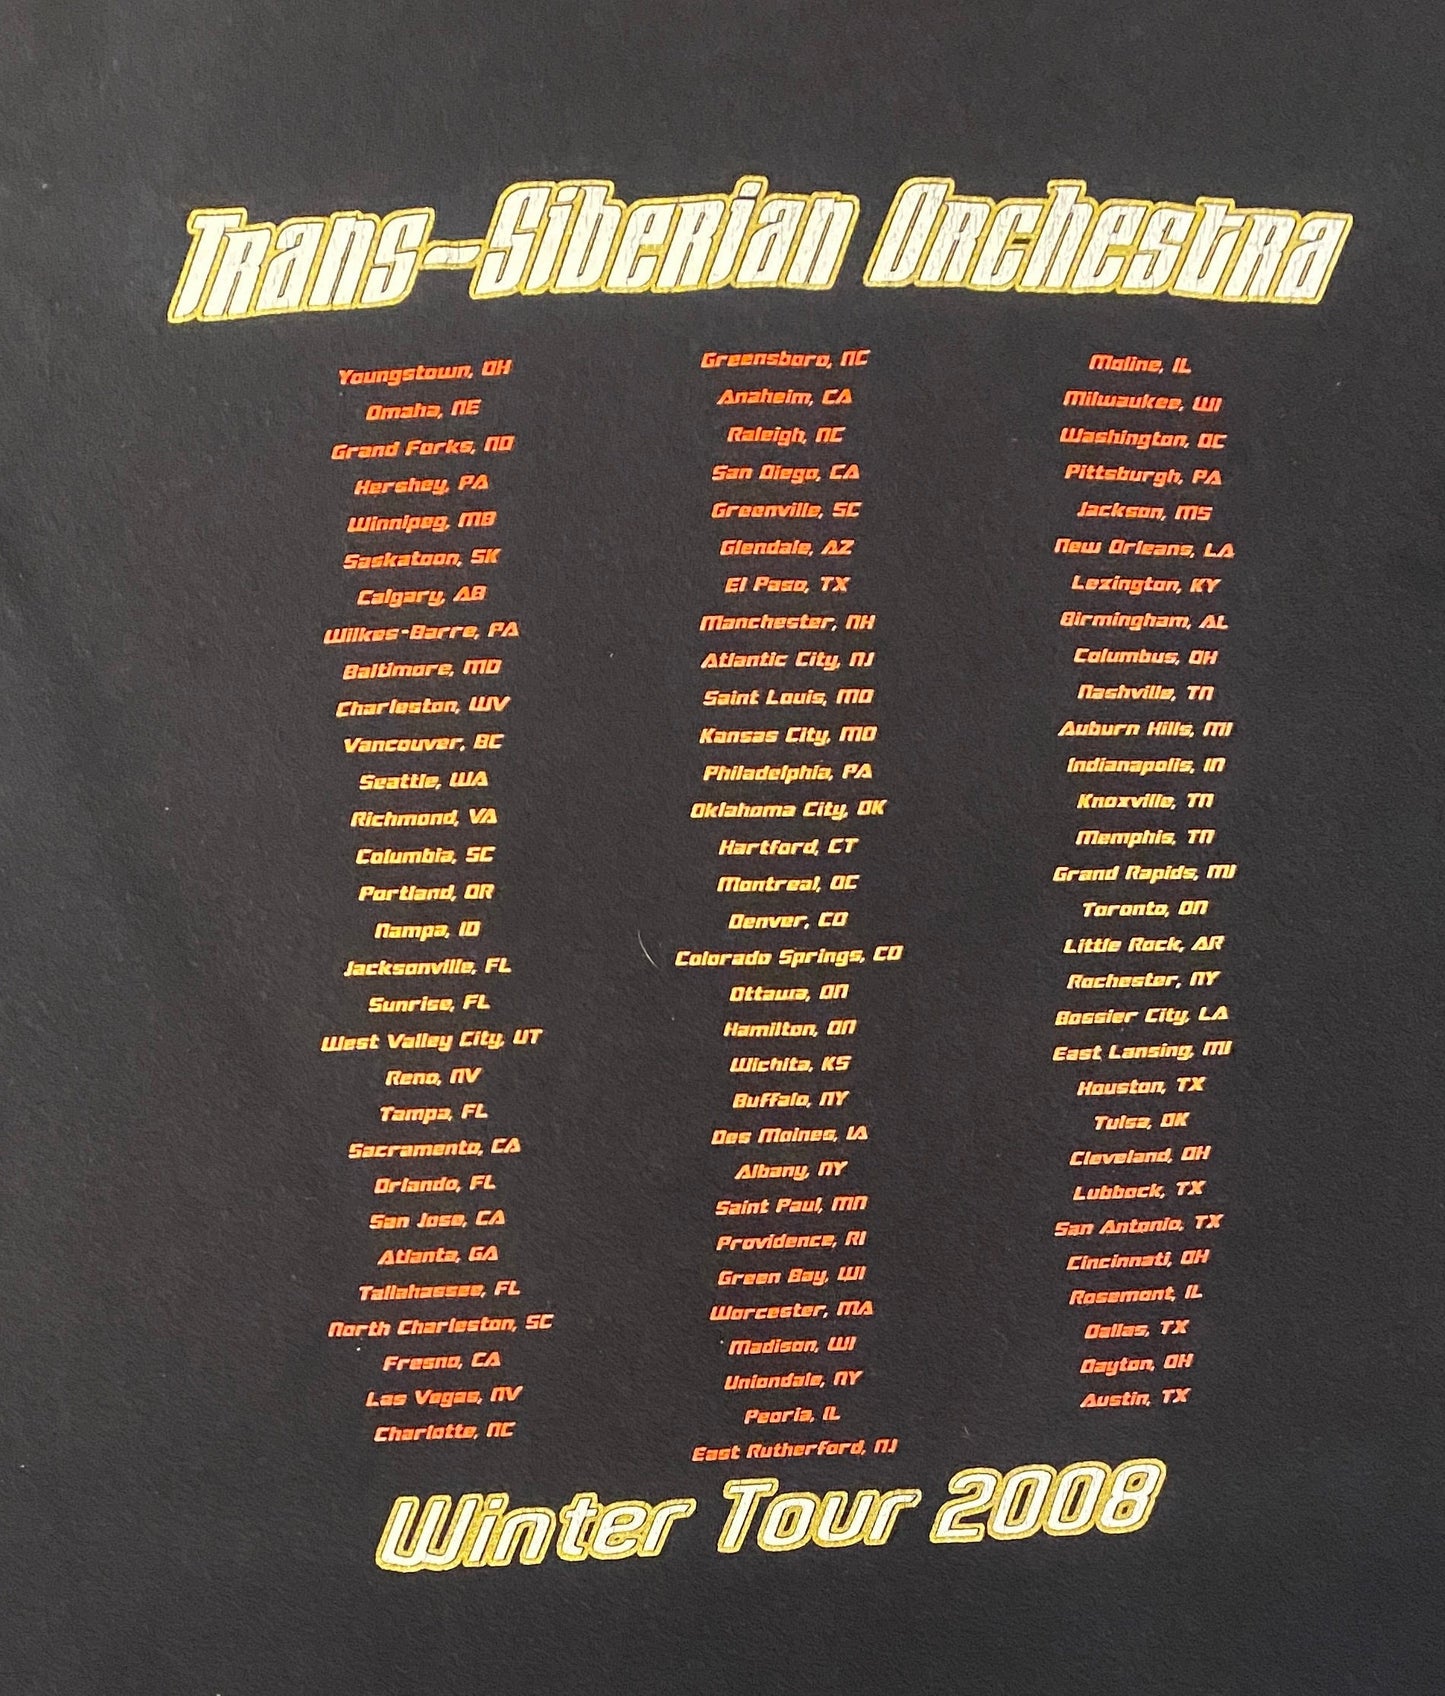 Trans-Siberian Orchestra
Youngstown, OH
Omaha, NE
Grand Forks, ND
Hershey, PA
Winnipeg, MB
Saskatoon, SK
Calgary, AB
Wilkes-Barre, PA
Baltimore, MD
Charleston, WV
Vancouver, BC
Seattle, WA
Richmond, VA
Columbia, SC
Portland, OR
Nampa, ID
Jacksonville, FL
Sunrise, FL
West Valley City, UT
Reno, NV
Tampa, FL
Sacramento, CA
Orlando, FL
San Jose, CA
Atlanta, GA
Tallahassee, FL
North Charleston, SC
Fresno, CA
Las Vegas, NV
Charlotte, NC
Greensboro, NC
Anaheim, CA
Raleigh, NC
San Diego, CA
Greenville, SC
Glendale, AZ
El Paso, TX
Manchester, NH
Atlantic City, NJ
Saint Louis, MO
Kansas City, MO
Philadelphia, PA
Oklahoma City, OK
Hartford, CT
Montreal, QC
Denver, CO
Colorado Springs, CO
Ottawa, ON
Hamilton, ON
Wichita, KS
Buffalo, NY
Des Moines, IA
Albany, NY
Saint Paul, MN
Providence, RI
Green Bay, WI
Worcester, MA
Madison, WI
Uniondale, NY
Peoria, IL
East Rutherford, NJ
Moline, IL
Milwaukee, WI
Washington, DC
Pittsburgh, PA
Jackson, MS
New Orleans, LA
Lexington, KY
Birmingham, AL
Columbus, OH
Nashville, TN
Auburn Hills, MI
Indianapolis, IN
Knoxville, TN
Memphis, TN
Grand Rapids, MI
Toronto, ON
Little Rock, AR
Rochester, NY
Bossier City, LA
East Lansing, MI
Houston, TX
Tulsa, OK
Cleveland, OH
Lubbock, TX
San Antonio, TX
Cincinnati, OH
Rosemont, IL
Dallas, TX
Dayton, OH
Austin, TX
Winter Tour 2008